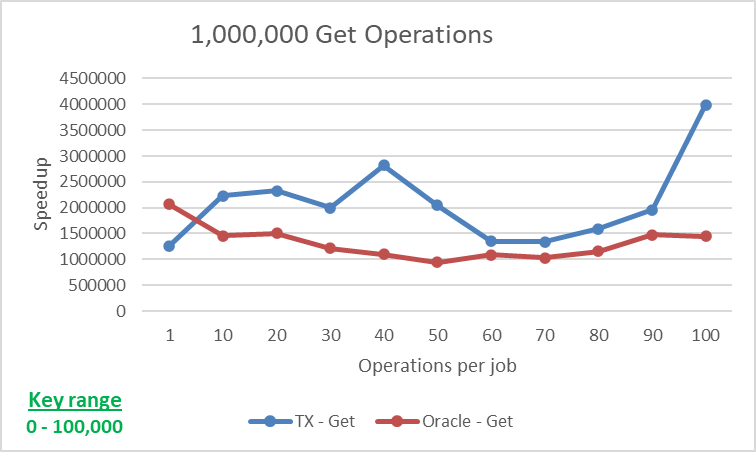 1,000,000 Get Operations
4500000
4000000
3500000
3000000
2500000
2000000
1500000
1000000
500000
0
Speedup
1 10 20 30 40 50 60 70 80 90 100
Operations per job
Key range
0 - 100,000
TX - Get Oracle - Get